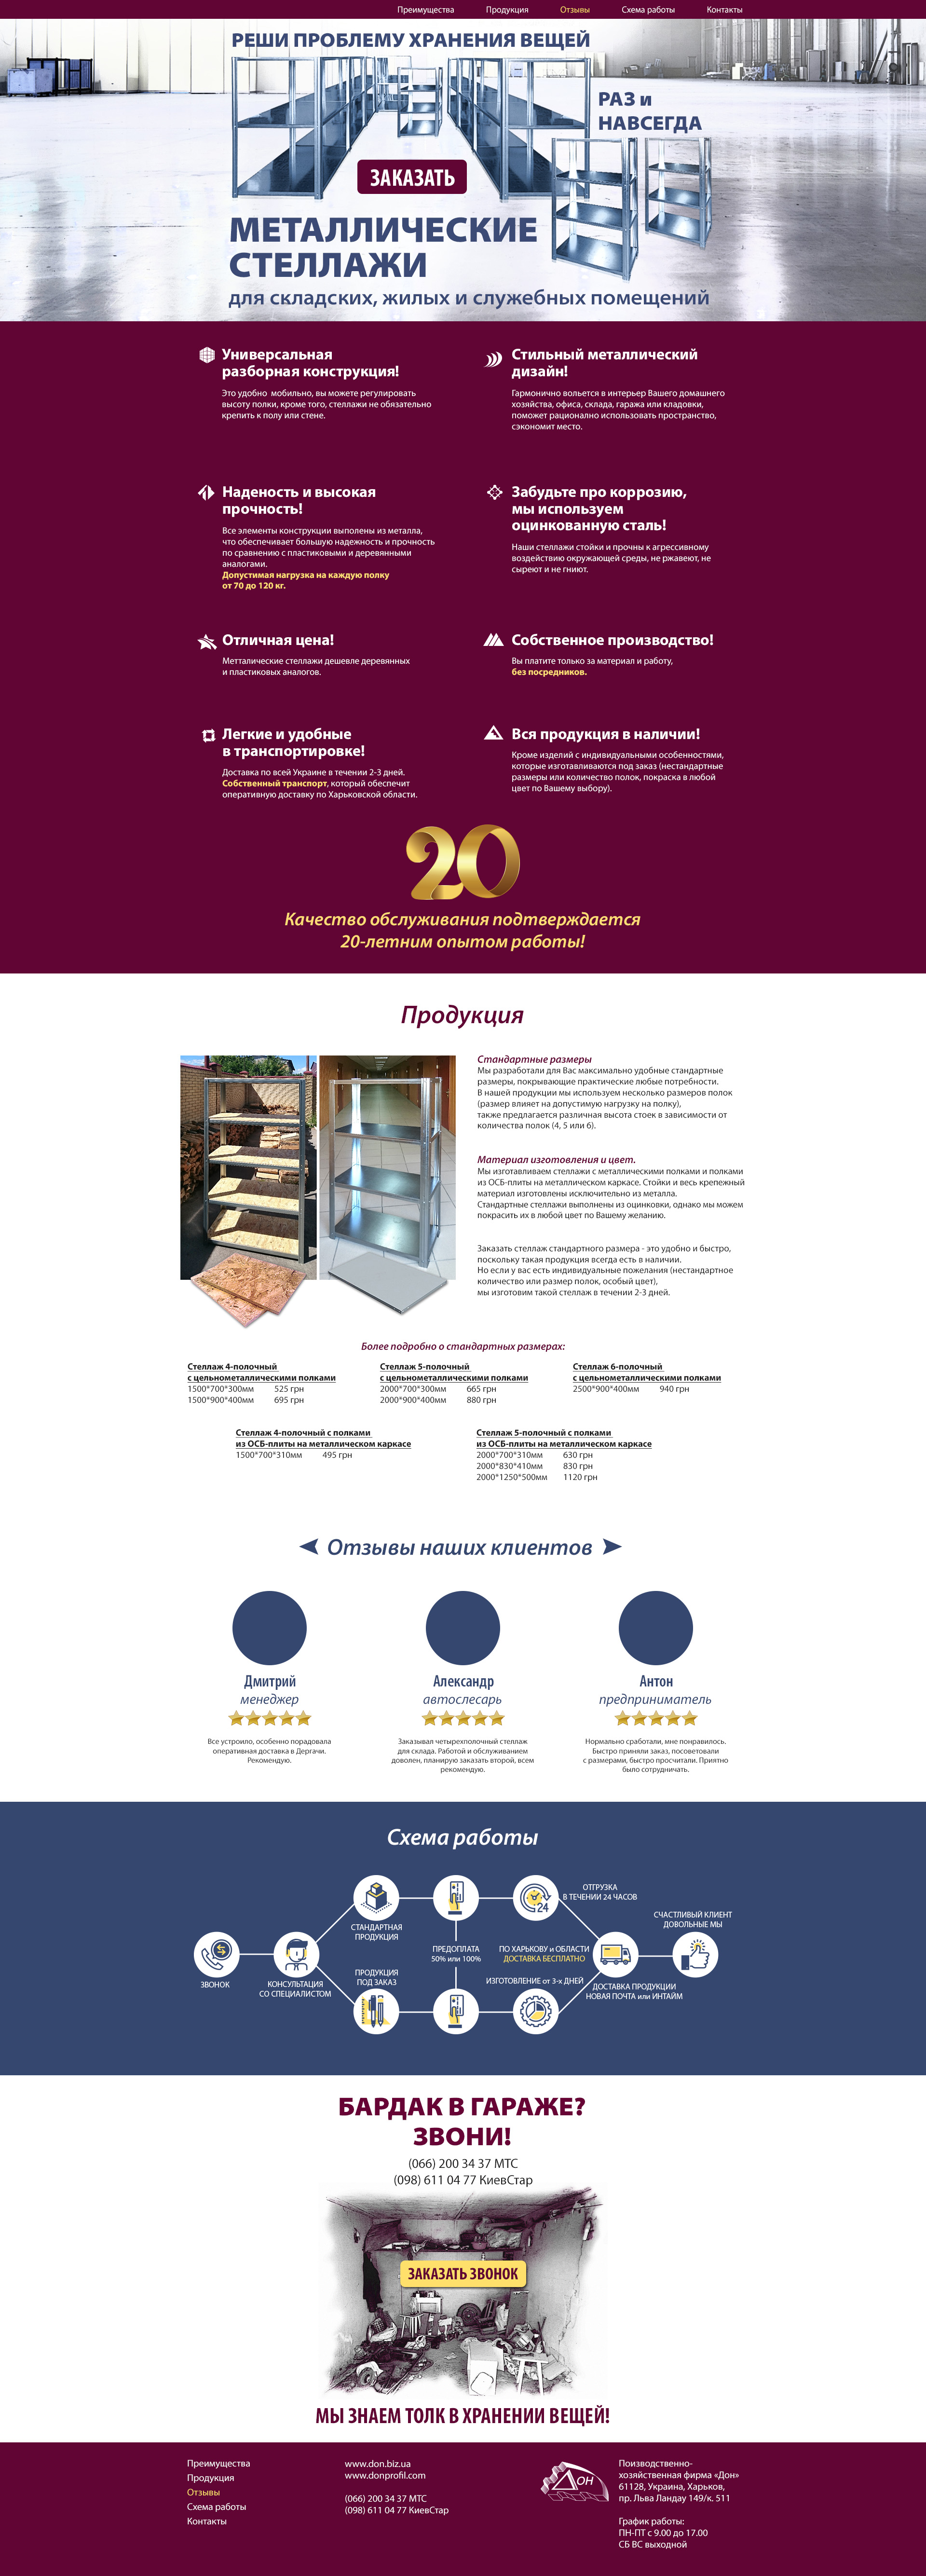 Преимущества Продукция Отзывы Схема работы Контакты
РЕШИ ПРОБЛЕМУ ХРАНЕНИЯ ВЕЩЕЙ
РАЗ и
НАВСЕГДА
ЗАКАЗАТЬ
МЕТАЛЛИЧЕСКИЕ
СТЕЛЛАЖИ
для складских, жилых и служебных помещений
Универсальная
разборная конструкция!
Это удобно мобильно, вы можете регулировать
высоту полки, кроме того, стеллажи не обязательно
крепить к полу или стене.
Стильный металлический
дизайн!
Гармонично вольется в интерьер Вашего домашнего
хозяйства, офиса, склада, гаража или кладовки,
поможет рационально использовать пространство,
сэкономит место.
Наденость и высокая
прочность!
Все элементы конструкции выполены из металла,
что обеспечивает большую надежность и прочность
по сравнению с пластиковыми и деревянными
аналогами.
Допустимая нагрузка на каждую полку
от 70 до 120 кг.
Забудьте про коррозию,
мы используем
оцинкованную сталь!
Наши стеллажи стойки и прочны к агрессивному
воздействию окружающей среды, не ржавеют, не
сыреют и не гниют.
Отличная цена!
Метталические стеллажи дешевле деревянных
и пластиковых аналогов.
Собственное производство!
Вы платите только за материал и работу,
без посредников.
Легкие и удобные
в транспортировке!
Доставка по всей Украине в течении 2-3 дней.
Собственный транспорт, который обеспечит
оперативную доставку по Харьковской области.
Вся продукция в наличии!
Кроме изделий с индивидуальными особенностями,
которые изготавливаются под заказ (нестандартные
размеры или количество полок, покраска в любой
цвет по Вашему выбору).
20
Качество обслуживания подтверждается
20-летним опытом работы!
Продукция
Стандартные размеры
Мы разработали для Вас максимально удобные стандартные
размеры, покрывающие практические любые потребности.
В нашей продукции мы используем несколько размеров полок
(размер влияет на допустимую нагрузку на полку),
также предлагается различная высота стоек в зависимости от
количества полок (4, 5 или 6).
Материал изготовления и цвет.
Мы изготавливаем стеллажи с металлическими полками и полками
из ОСБ-плиты на металлическом каркасе. Стойки и весь крепежный
материал изготовлены исключительно из металла.
Стандартные стеллажи выполнены из оцинковки, однако мы можем
покрасить их в любой цвет по Вашему желанию.
Заказать стеллаж стандартного размера - это удобно и быстро,
поскольку такая продукция всегда есть в наличии.
Но если у вас есть индивидуальные пожелания (нестандартное
количество или размер полок, особый цвет),
мы изготовим такой стеллаж в течении 2-3 дней.
Более подробно о стандартных размерах:
Стеллаж 4-полочный
с цельнометаллическими полками
1500*700*300мм 525 грн
1500*900*400мм 695 грн
Стеллаж 5-полочный
с цельнометаллическими полками
2000*700*300мм 665 грн
2000*900*400мм 880 грн
Стеллаж 6-полочный
с цельнометаллическими полками
2500*900*400мм 940 грн
Стеллаж 4-полочный с полками
из ОСБ-плиты на металлическом каркасе
1500*700*310мм 495 грн
Стеллаж 5-полочный с полками
из ОСБ-плиты на металлическом каркасе
2000*700*310мм 630 грн
2000*830*410мм 830 грн
2000*1250*500мм 1120 грн
Отзывы наших клиентов
Дмитрий
менеджер
Все устроило, особенно порадовала
оперативная доставка в Дергачи.
Рекомендую.
Александр
автослесарь
Заказывал четырехполочный стеллаж
для склада. Работой и обслуживанием
доволен, планирую заказать второй, всем
рекомендую.
Антон
предприниматель
Нормально сработали, мне понравилось.
Быстро приняли заказ, посоветовали
с размерами, быстро просчитали. Приятно
было сотрудничать.
Схема работы
ЗВОНОК
КОНСУЛЬТАЦИЯ
СО СПЕЦИАЛИСТОМ
СТАНДАРТНАЯ
ПРОДУКЦИЯ
ПРОДУКЦИЯ
ПОД ЗАКАЗ
ПРЕДОПЛАТА
50% или 100%
24
ОТГРУЗКА
В ТЕЧЕНИИ 24 ЧАСОВ
ПО ХАРЬКОВУ и ОБЛАСТИ
ДОСТАВКА БЕСПЛАТНО
ИЗГОТОВЛЕНИЕ от 3-х ДНЕЙ
ДОСТАВКА ПРОДУКЦИИ
НОВАЯ ПОЧТА или ИНТАЙМ
СЧАСТЛИВЫЙ КЛИЕНТ
ДОВОЛЬНЫЕ МЫ
БАРДАК В ГАРАЖЕ?
ЗВОНИ!
(066) 200 34 37 МТС
(098) 611 04 77 КиевСтар
ЗАКАЗАТЬ ЗВОНОК
МЫ ЗНАЕМ ТОЛК В ХРАНЕНИИ ВЕЩЕЙ!
Преимущества
Продукция
Отзывы
Схема работы
Контакты
www.don.biz.ua
www.donprofil.com
(066) 200 34 37 МТС
(098) 611 04 77 КиевСтар
ДОН
Поизводственно-
хозяйственная фирма «Дон»
61128, Украина, Харьков,
пр. Льва Ландау 149/к. 511
График работы:
ПН-ПТ с 9.00 до 17.00
СБ ВС выходной